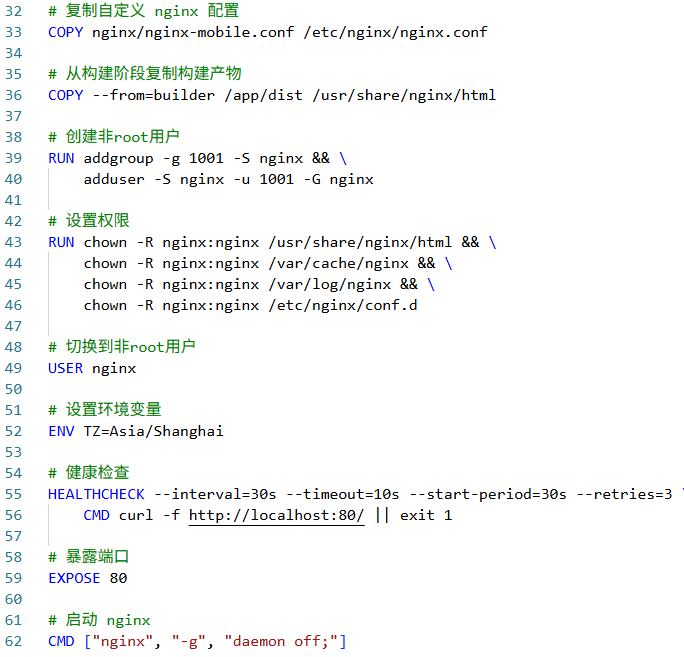 32 # 复制自定义 nginx 配置
33 COPY nginx/nginx-mobile.conf /etc/nginx/nginx.conf
34
35 # 从构建阶段复制构建产物
36 COPY --from=builder /app/dist /usr/share/nginx/html
37
38 # 创建非root用户
39 RUN addgroup -g 1001 -S nginx && \
40     adduser -S nginx -u 1001 -G nginx
41
42 # 设置权限
43 RUN chown -R nginx:nginx /usr/share/nginx/html && \
44     chown -R nginx:nginx /var/cache/nginx && \
45     chown -R nginx:nginx /var/log/nginx && \
46     chown -R nginx:nginx /etc/nginx/conf.d
47
48 # 切换到非root用户
49 USER nginx
50
51 # 设置环境变量
52 ENV TZ=Asia/Shanghai
53
54 # 健康检查
55 HEALTHCHECK --interval=30s --timeout=10s --start-period=30s --retries=3 \
56     CMD curl -f http://localhost:80/ || exit 1
57
58 # 暴露端口
59 EXPOSE 80
60
61 # 启动 nginx
62 CMD ["nginx", "-g", "daemon off;"]